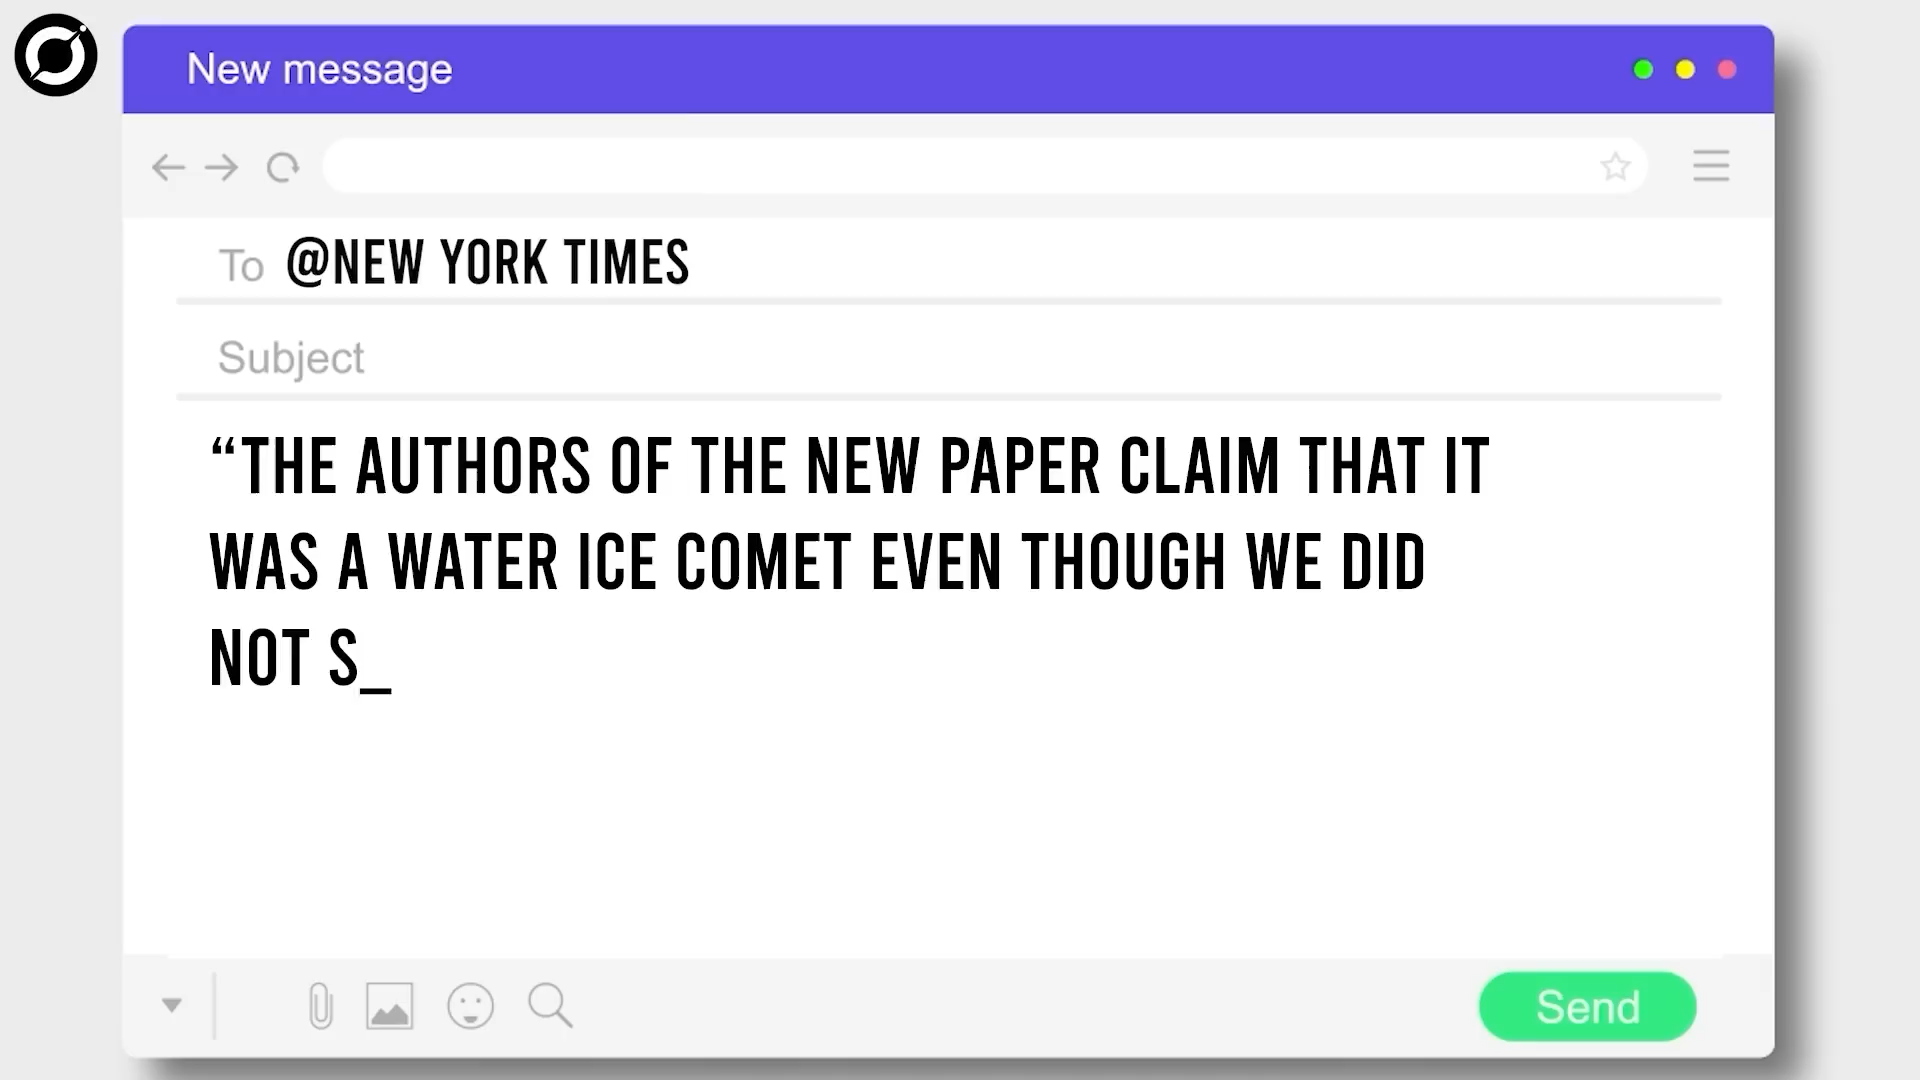 New message
To @NEW YORK TIMES
Subject
“THE AUTHORS OF THE NEW PAPER CLAIM THAT IT
WAS A WATER ICE COMET EVEN THOUGH WE DID
NOT S_
Send